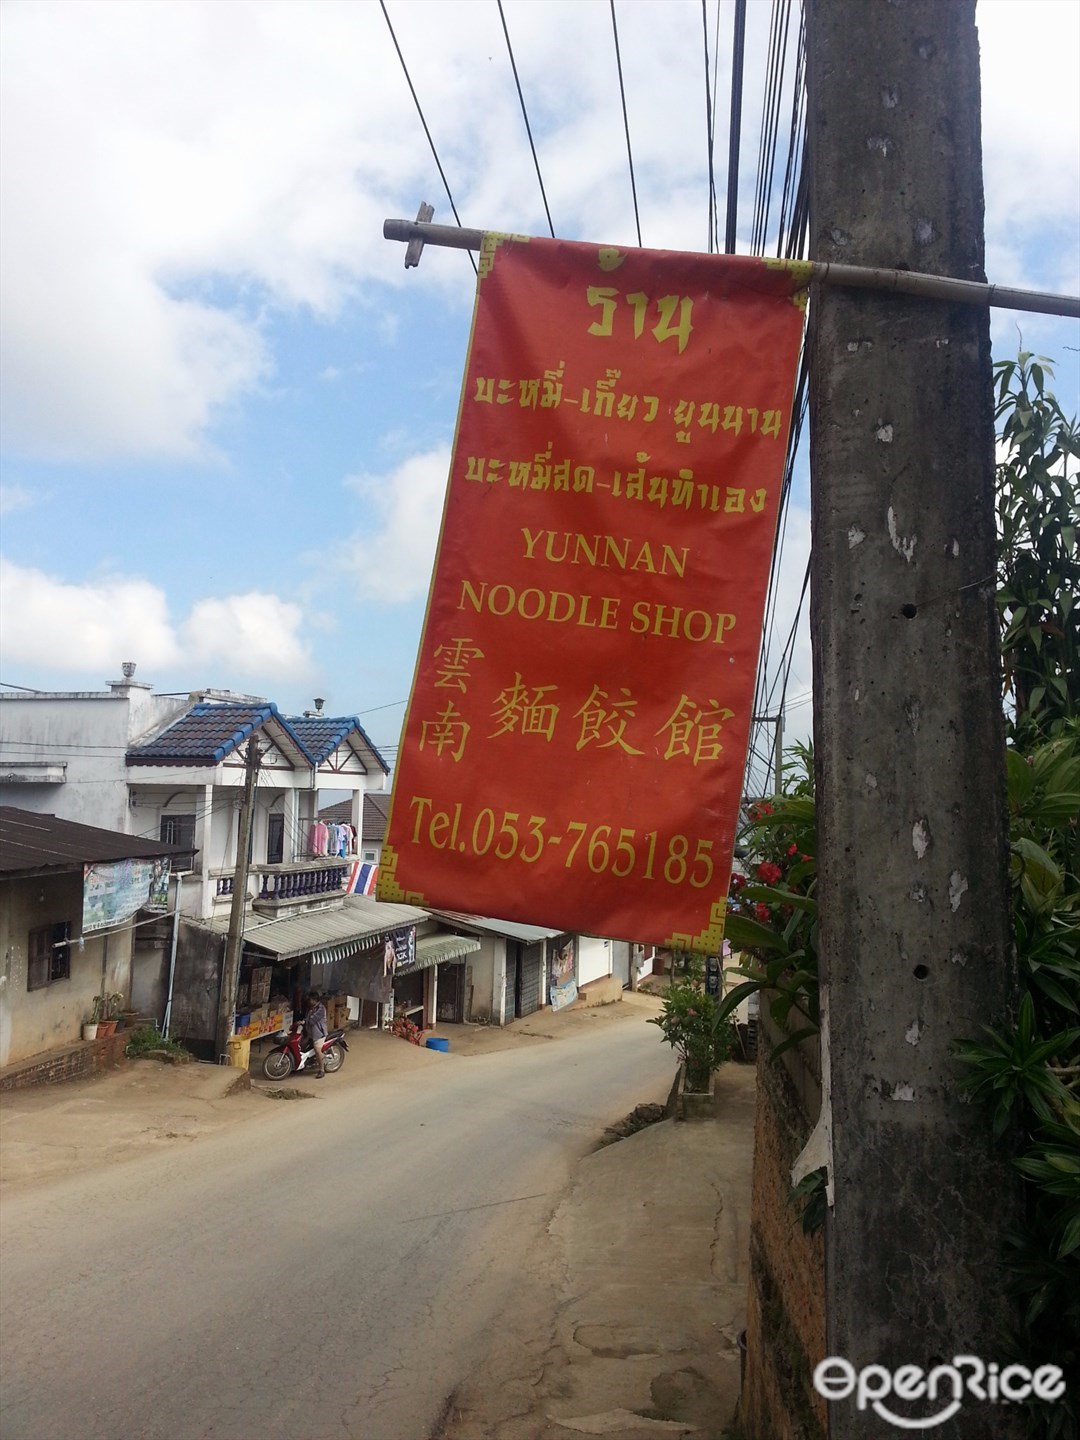 ร้าน
บะหมี่-เกี๊ยว ยูนนาน
บะหมี่สด-เส้นทำเอง
YUNNAN
NOODLE SHOP
雲南 麵餃館
Tel.053-765185
OpenRice